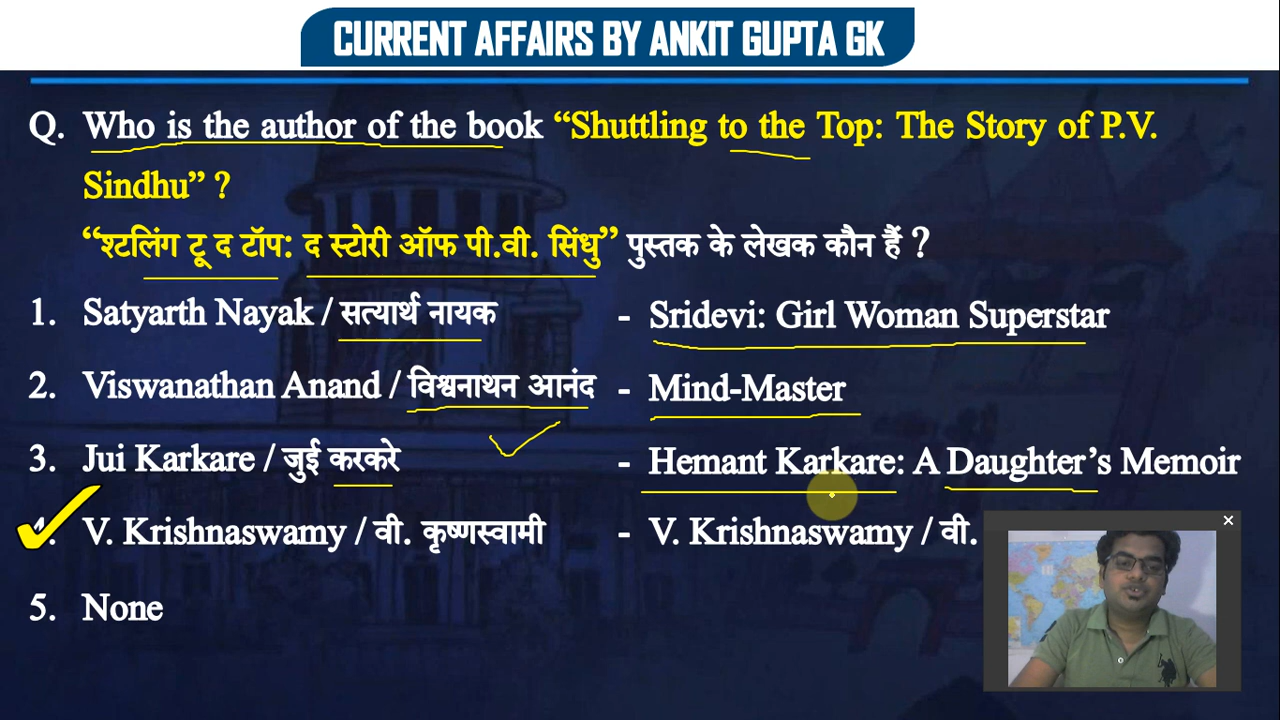 CURRENT AFFAIRS BY ANKIT GUPTA GK
Q. Who is the author of the book “Shuttling to the Top: The Story of P.V.
Sindhu” ?
“श्टलिंग टू द टॉप: द स्टोरी ऑफ पी.वी. सिंधु” पुस्तक के लेखक कौन हैं ?
1. Satyarth Nayak / सत्यार्थ नायक - Sridevi: Girl Woman Superstar
2. Viswanathan Anand / विश्वनाथन आनंद - Mind-Master
3. Jui Karkare / जुई करकरे - Hemant Karkare: A Daughter’s Memoir
4. V. Krishnaswamy / वी. कृष्णस्वामी - V. Krishnaswamy / वी.
5. None